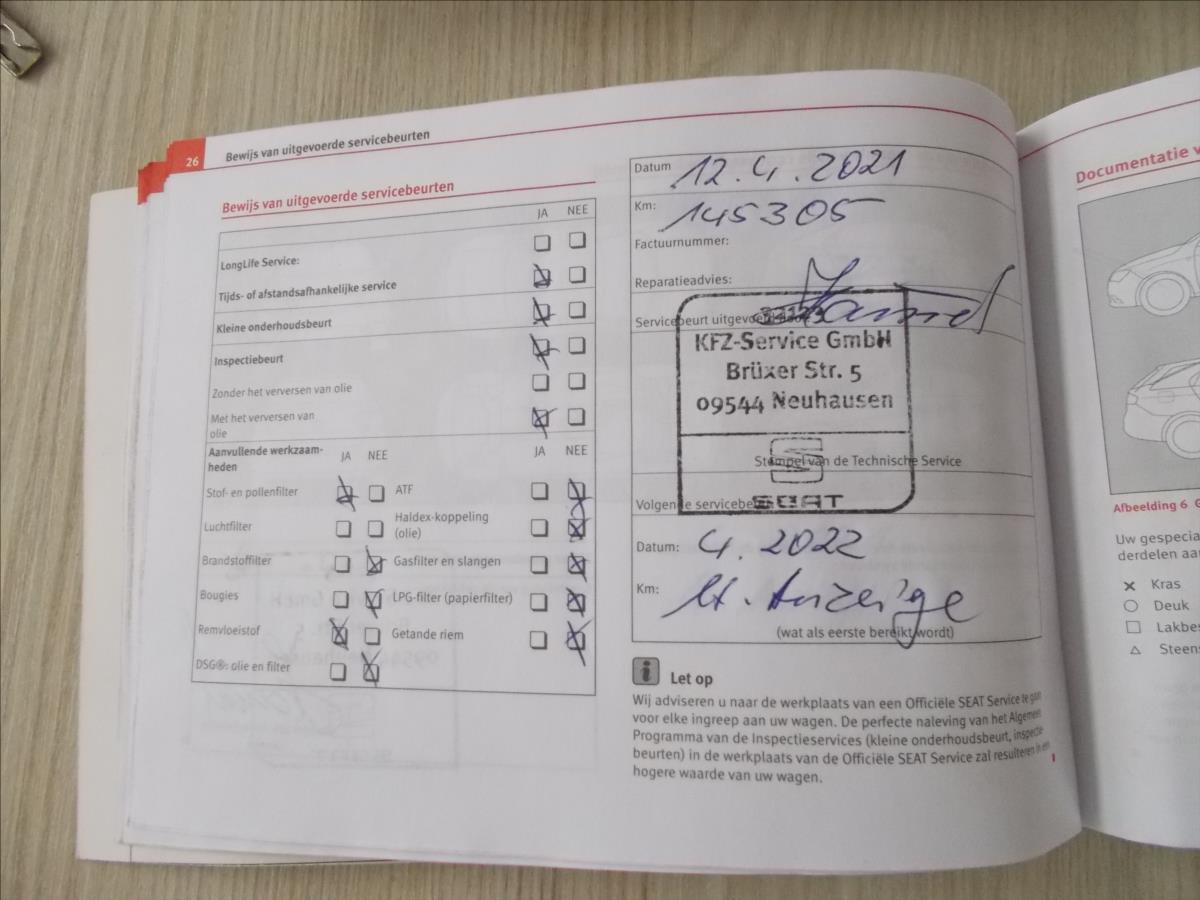 26 Bewijs van uitgevoerde servicebeurten
Bewijs van uitgevoerde servicebeurten
JA NEE
LongLife Service:
Tijds- of afstandsafhankelijke service
Kleine onderhoudsbeurt
Inspectiebeurt
Zonder het verversen van olie
Met het verversen van
olie
Aanvullende werkzaam-
heden
JA NEE JA NEE
Stof- en pollenfilter ATF
Luchtfilter Haldex-koppeling
(olie)
Brandstoffilter Gasfilter en slangen
Bougies LPG-filter (papierfilter)
Remvloeistof Getande riem
DSG®: olie en filter
Datum 12.4.2021
Km: 145305
Factuurnummer:
Reparatieadvies:
Servicebeurt uitgevoerd
KFZ-Service GmbH
Brüxer Str. 5
09544 Neuhausen
Stempel van de Technische Service
SEAT
Volgende servicebeurt
Datum: 4.2022
Km: lt. Anzeige
(wat als eerste bereikt wordt)
i Let op
Wij adviseren u naar de werkplaats van een Officiële SEAT Service te gaan
voor elke ingreep aan uw wagen. De perfecte naleving van het Algemeen
Programma van de Inspectieservices (kleine onderhoudsbeurt, inspectie
beurten) in de werkplaats van de Officiële SEAT Service zal resulteren in een
hogere waarde van uw wagen.
Documentatie v
Afbeelding 6 G
Uw gespecia
derdelen aan
Kras
Deuk
Lakbes
Steens